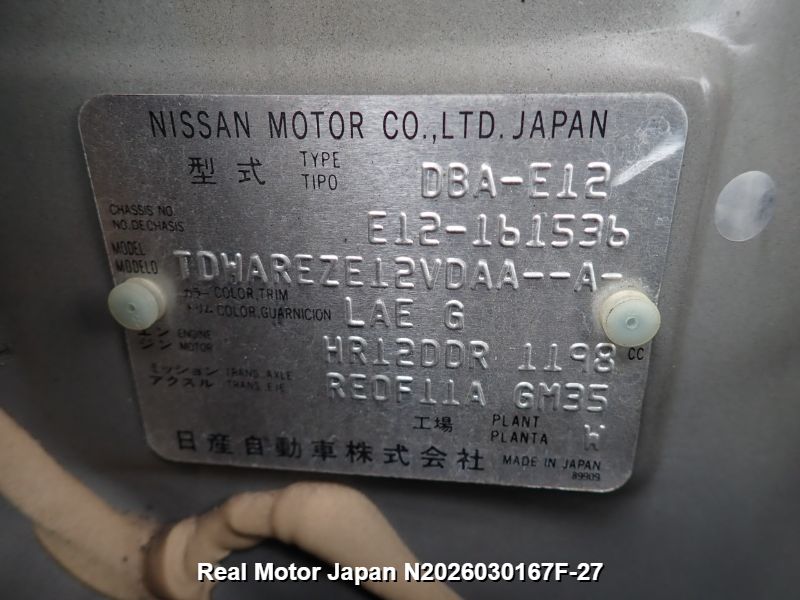 NISSAN MOTOR CO.,LTD. JAPAN
型式 TYPE TIPO DBA-E12
CHASSIS NO. NO. DE CHASIS E12-161536
MODEL MODELO TDHAREZE12VDAA--A-
カラー COLOR,TRIM トリム COLOR,GUARNICION LAE G
エンジン ENGINE MOTOR HR12DDR 1198 CC
ミッション TRANS. AXLE アクスル TRANS. EJE RE0F11A GM35
工場 PLANT PLANTA W
日産自動車株式会社 MADE IN JAPAN
89909
Real Motor Japan N2026030167F-27